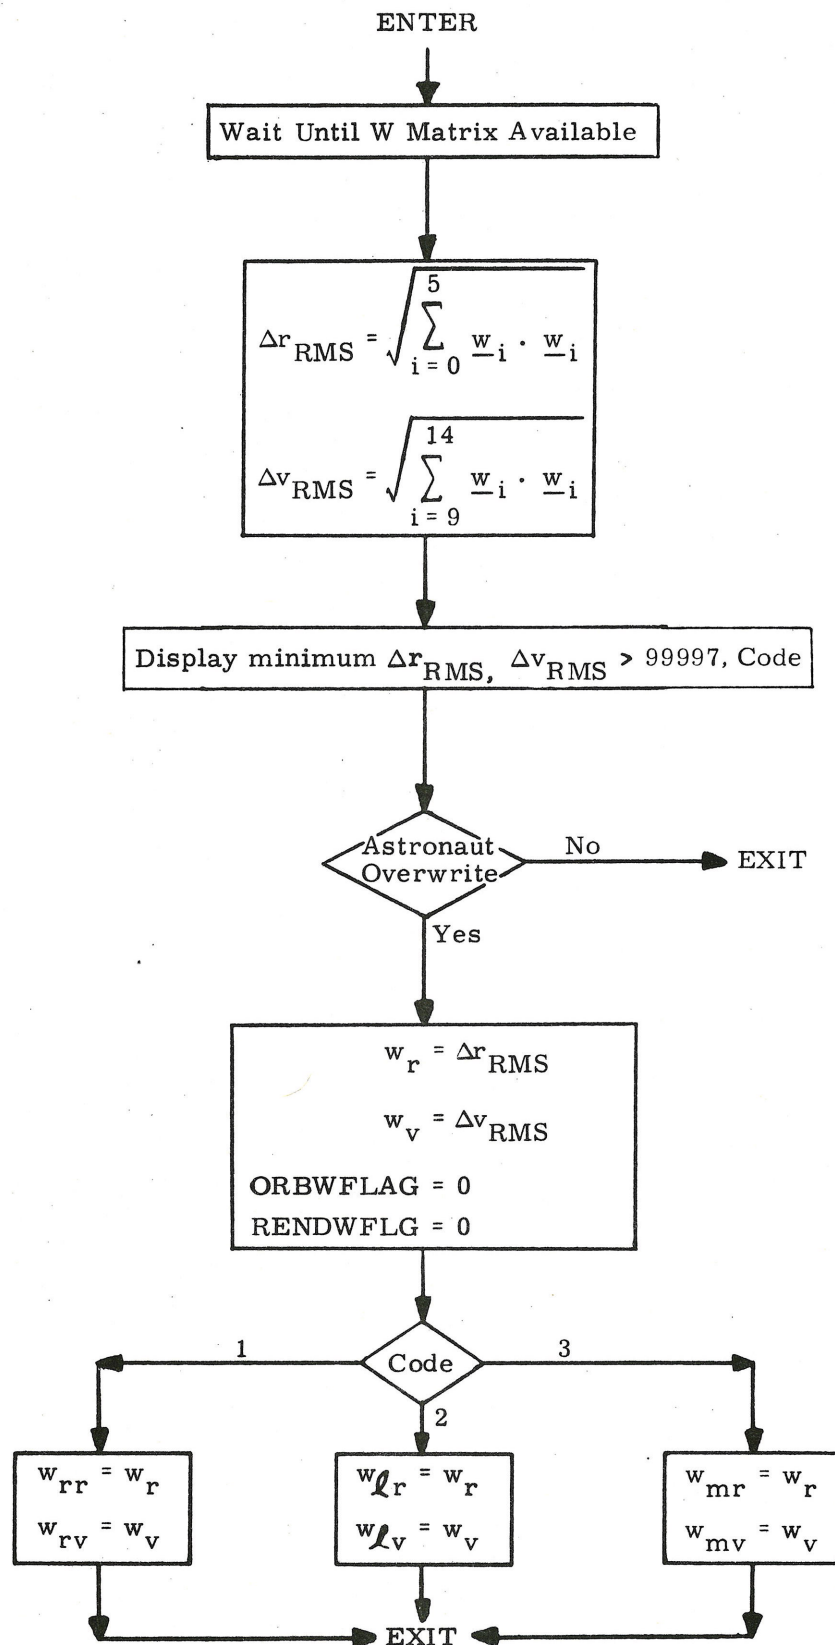 ENTER
Wait Until W Matrix Available
5
Δr_RMS = √ ∑ w_i · w_i
i = 0
14
Δv_RMS = √ ∑ w_i · w_i
i = 9
Display minimum Δr_RMS, Δv_RMS > 99997, Code
Astronaut
Overwrite
No
EXIT
Yes
w_r = Δr_RMS
w_v = Δv_RMS
ORBWFLAG = 0
RENDWFLG = 0
1
Code
3
2
w_rr = w_r
w_rv = w_v
w_ℓr = w_r
w_ℓv = w_v
w_mr = w_r
w_mv = w_v
EXIT